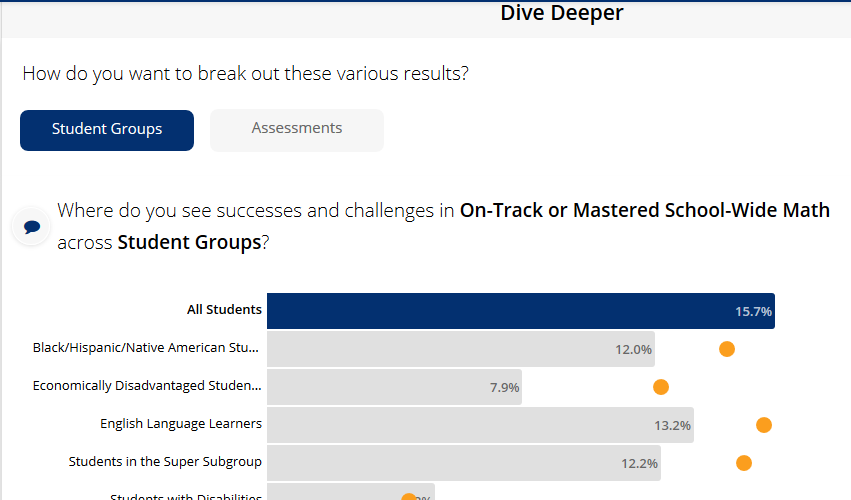 Dive Deeper
How do you want to break out these various results?
Student Groups
Assessments
Where do you see successes and challenges in On-Track or Mastered School-Wide Math
across Student Groups?
All Students 15.7%
Black/Hispanic/Native American Stu... 12.0%
Economically Disadvantaged Studen... 7.9%
English Language Learners 13.2%
Students in the Super Subgroup 12.2%
Students with Disabilities